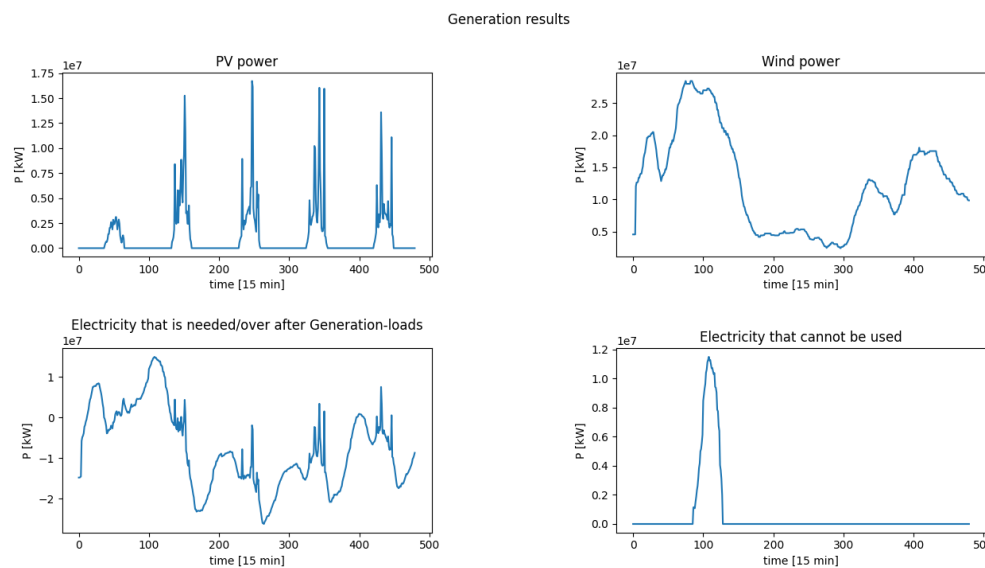 Generation results
PV power
1e7
P [kW]
1.75
1.50
1.25
1.00
0.75
0.50
0.25
0.00
0 100 200 300 400 500
time [15 min]
Wind power
1e7
P [kW]
2.5
2.0
1.5
1.0
0.5
0 100 200 300 400
time [15 min]
Electricity that is needed/over after Generation-loads
1e7
P [kW]
1
0
−1
−2
0 100 200 300 400 500
time [15 min]
Electricity that cannot be used
1e7
P [kW]
1.2
1.0
0.8
0.6
0.4
0.2
0.0
0 100 200 300 400
time [15 min]